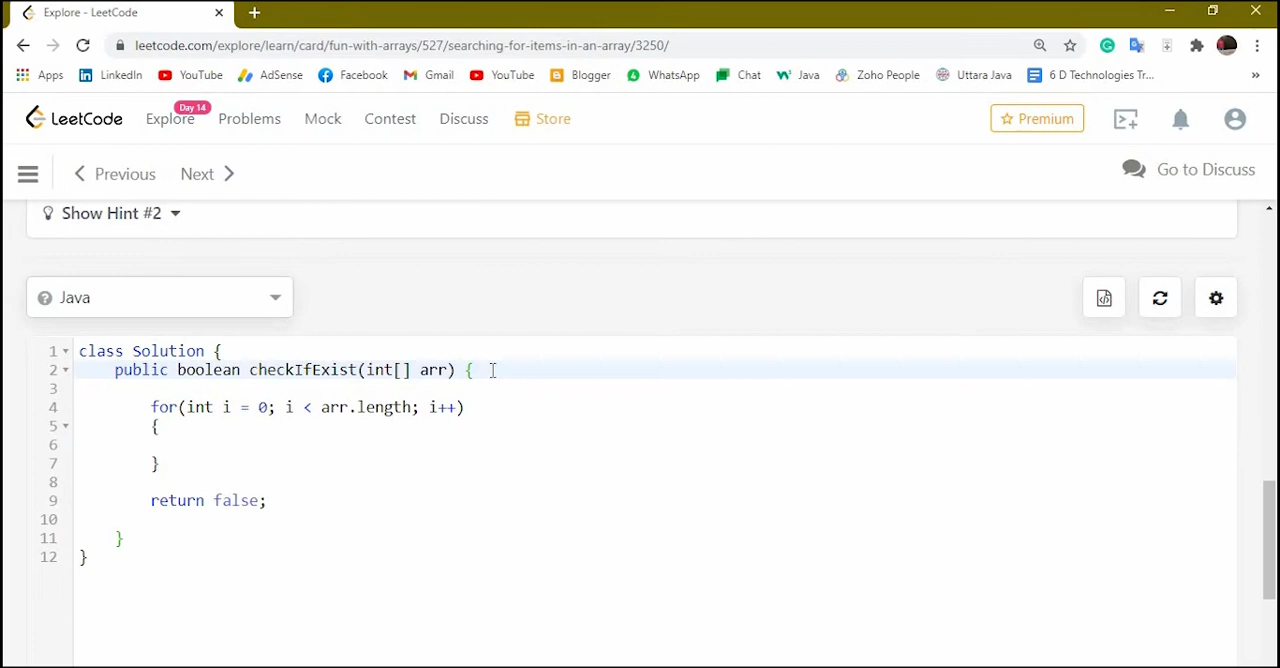 Explore - LeetCode
leetcode.com/explore/learn/card/fun-with-arrays/527/searching-for-items-in-an-array/3250/
Apps LinkedIn YouTube AdSense Facebook Gmail YouTube Blogger WhatsApp Chat Java Zoho People Uttara Java 6 D Technologies Tr... »
LeetCode Explore Day 14 Problems Mock Contest Discuss Store Premium
Previous Next Go to Discuss
Show Hint #2
Java
1 class Solution {
2 public boolean checkIfExist(int[] arr) {
3
4 for(int i = 0; i < arr.length; i++)
5 {
6
7 }
8
9 return false;
10
11 }
12 }